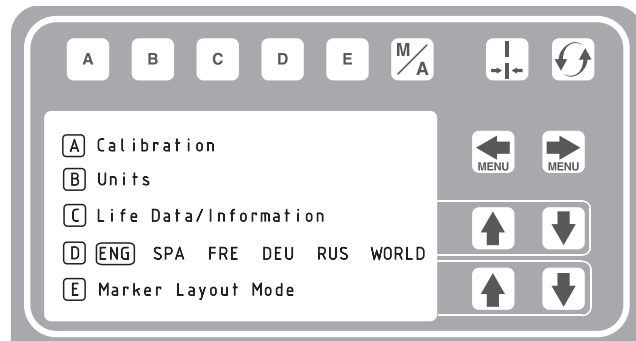 A B C D E M/A
MENU MENU
A Calibration
B Units
C Life Data/Information
D ENG SPA FRE DEU RUS WORLD
E Marker Layout Mode